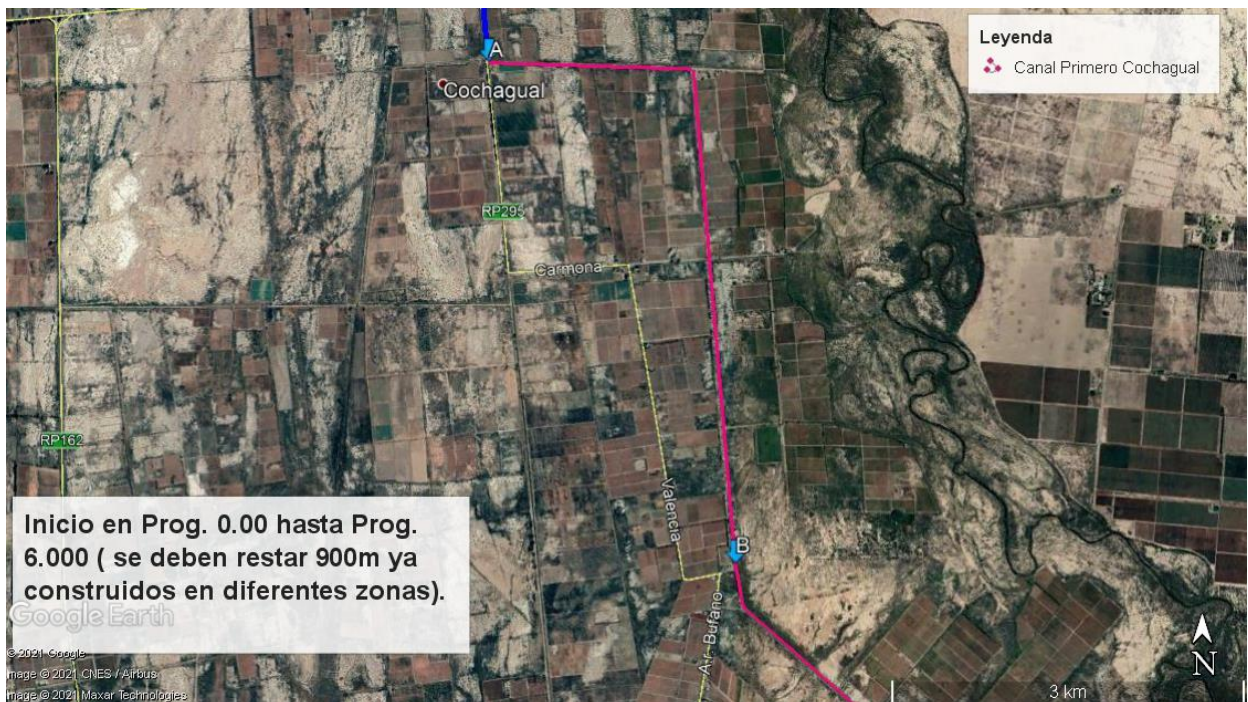 A
Leyenda
Canal Primero Cochagual
Cochagual
RP295
Carmona
RP162
Valencia
Inicio en Prog. 0.00 hasta Prog.
6.000 ( se deben restar 900m ya
construidos en diferentes zonas).
B
Google Earth
A-r- Bufano
© 2021 Google
mage © 2021 CNES / Airbus
mage © 2021 Maxar Technologies
N
3 km